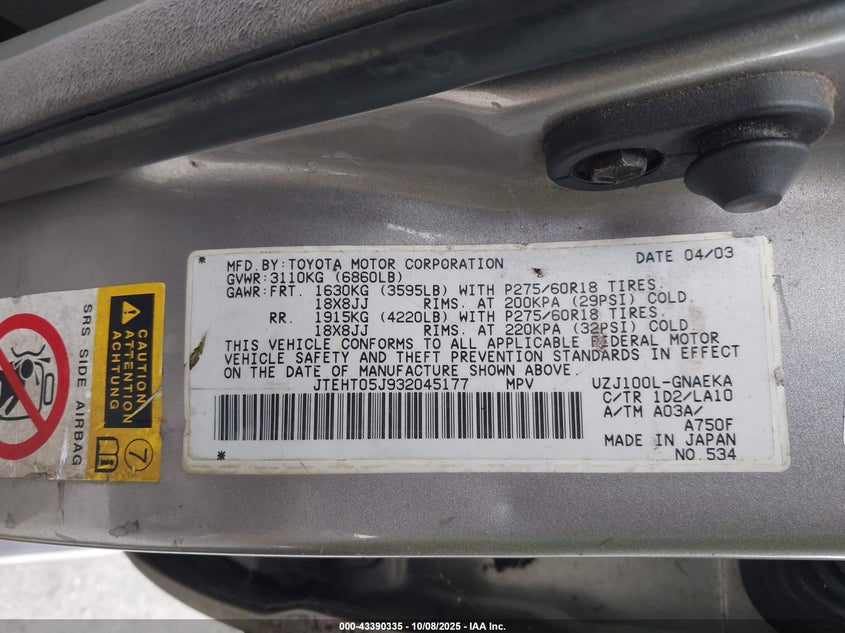 * MFD.BY:TOYOTA MOTOR CORPORATION DATE 04/03
GVWR:3110KG (6860LB)
GAWR:FRT. 1630KG (3595LB) WITH P275/60R18 TIRES.
18X8JJ RIMS. AT 200KPA (29PSI) COLD.
RR. 1915KG (4220LB) WITH P275/60R18 TIRES.
18X8JJ RIMS. AT 220KPA (32PSI) COLD.
THIS VEHICLE CONFORMS TO ALL APPLICABLE FEDERAL MOTOR
VEHICLE SAFETY AND THEFT PREVENTION STANDARDS IN EFFECT
ON THE DATE OF MANUFACTURE SHOWN ABOVE.
JTEHT05J932045177 MPV UZJ100L-GNAEKA
C/TR 1D2/LA10
A/TM A03A/
A750F
MADE IN JAPAN
* NO.534
CAUTION
ATTENTION
ACHTUNG
SRS SIDE AIRBAG
7
000-43390335 - 10/08/2025 - IAA Inc.